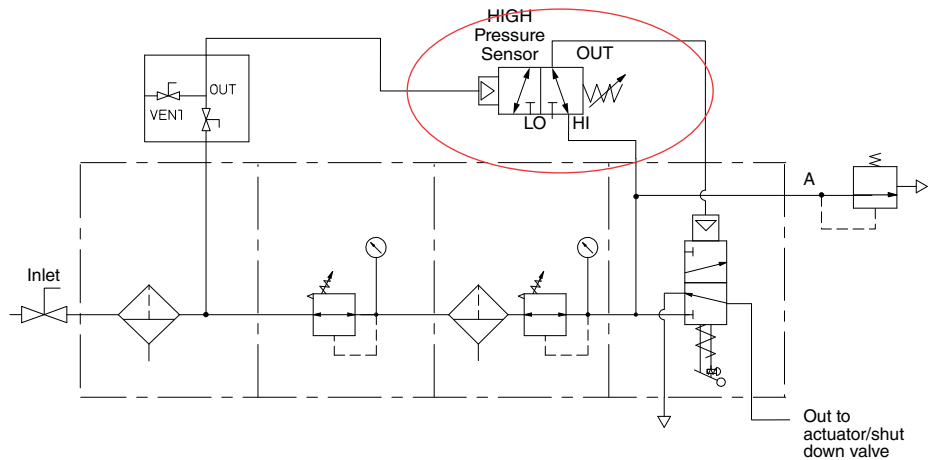 HIGH
Pressure
Sensor
OUT
LO
HI
OUT
VENT
A
Inlet
Out to
actuator/shut
down valve